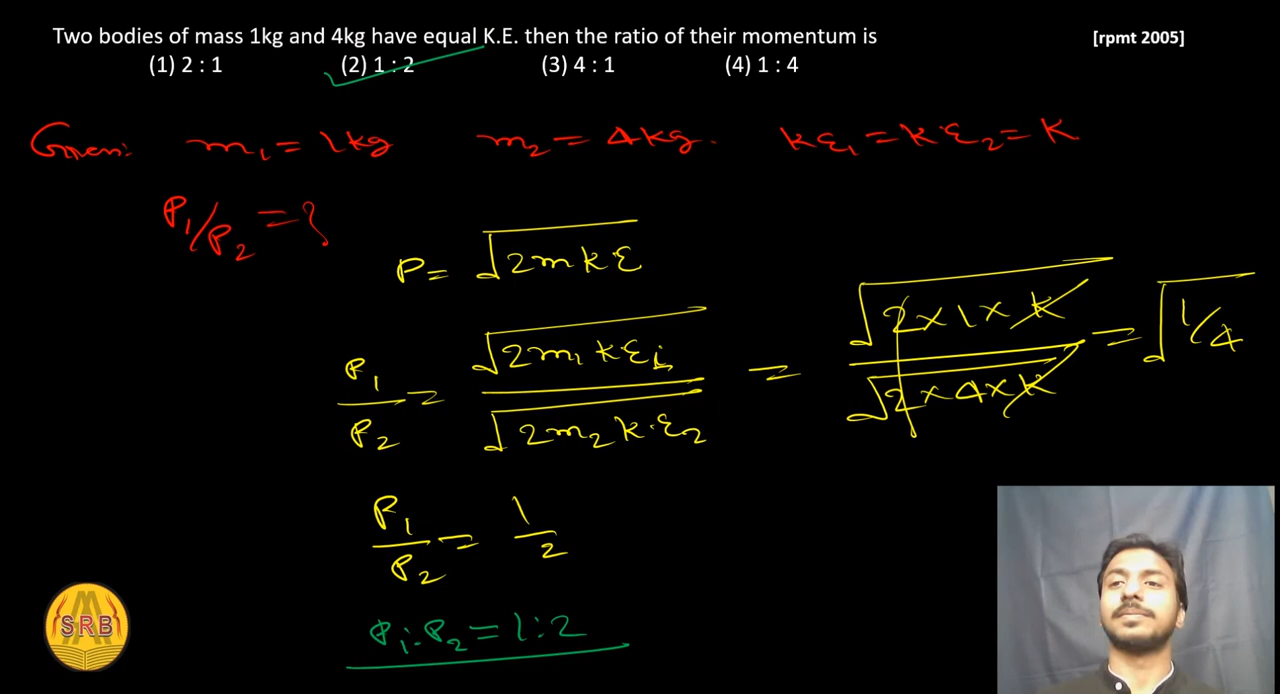 Two bodies of mass 1kg and 4kg have equal K.E. then the ratio of their momentum is [rpmt 2005]
(1) 2 : 1 (2) 1 : 2 (3) 4 : 1 (4) 1 : 4
Given: m₁ = 1kg m₂ = 4kg. kE₁ = k.E₂ = K.
P₁/P₂ = ?
P = √2mkE
P₁/P₂ = √2m₁kE₁ / √2m₂k.E₂ = √2×1×k / √2×4×k = √1/4
P₁/P₂ = 1/2
P₁:P₂ = 1:2
SRB